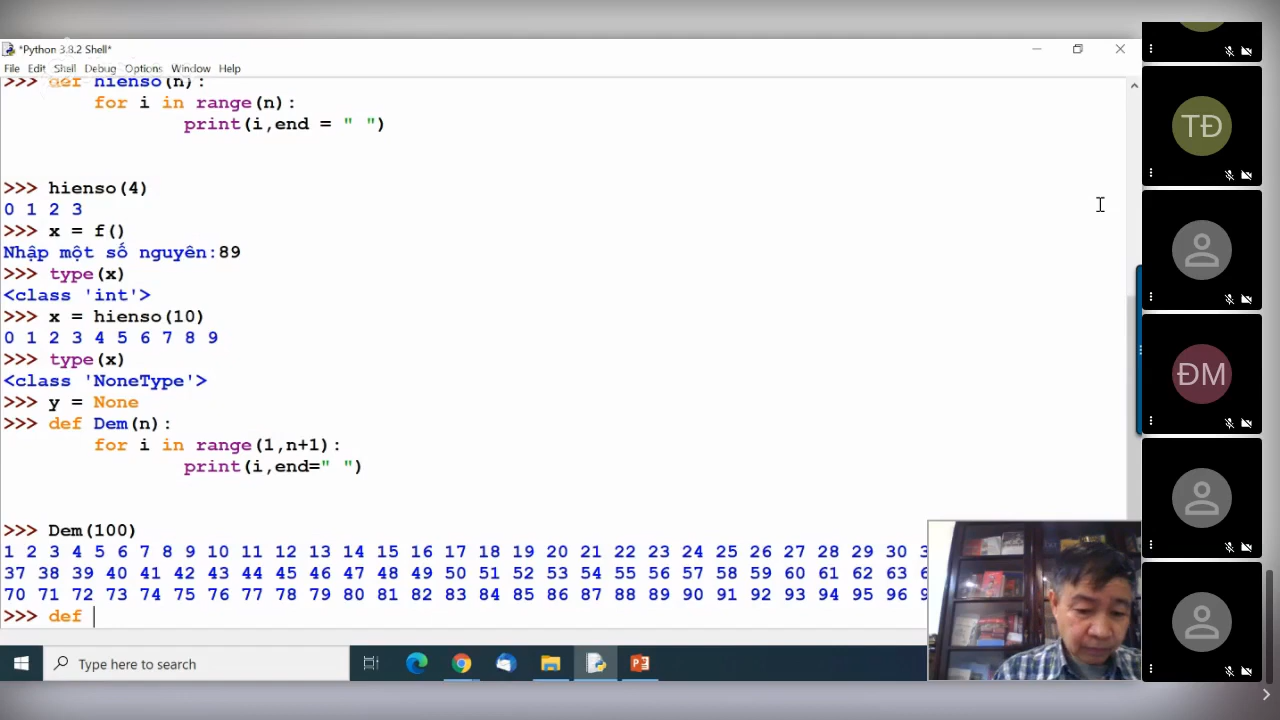 *Python 3.8.2 Shell*
File Edit Shell Debug Options Window Help
>>> def hienso(n):
for i in range(n):
print(i,end = " ")
>>> hienso(4)
0 1 2 3
>>> x = f()
Nhập một số nguyên:89
>>> type(x)
<class 'int'>
>>> x = hienso(10)
0 1 2 3 4 5 6 7 8 9
>>> type(x)
<class 'NoneType'>
>>> y = None
>>> def Dem(n):
for i in range(1,n+1):
print(i,end=" ")
>>> Dem(100)
1 2 3 4 5 6 7 8 9 10 11 12 13 14 15 16 17 18 19 20 21 22 23 24 25 26 27 28 29 30
37 38 39 40 41 42 43 44 45 46 47 48 49 50 51 52 53 54 55 56 57 58 59 60 61 62 63
70 71 72 73 74 75 76 77 78 79 80 81 82 83 84 85 86 87 88 89 90 91 92 93 94 95 96
>>> def
Type here to search
TĐ
ĐM